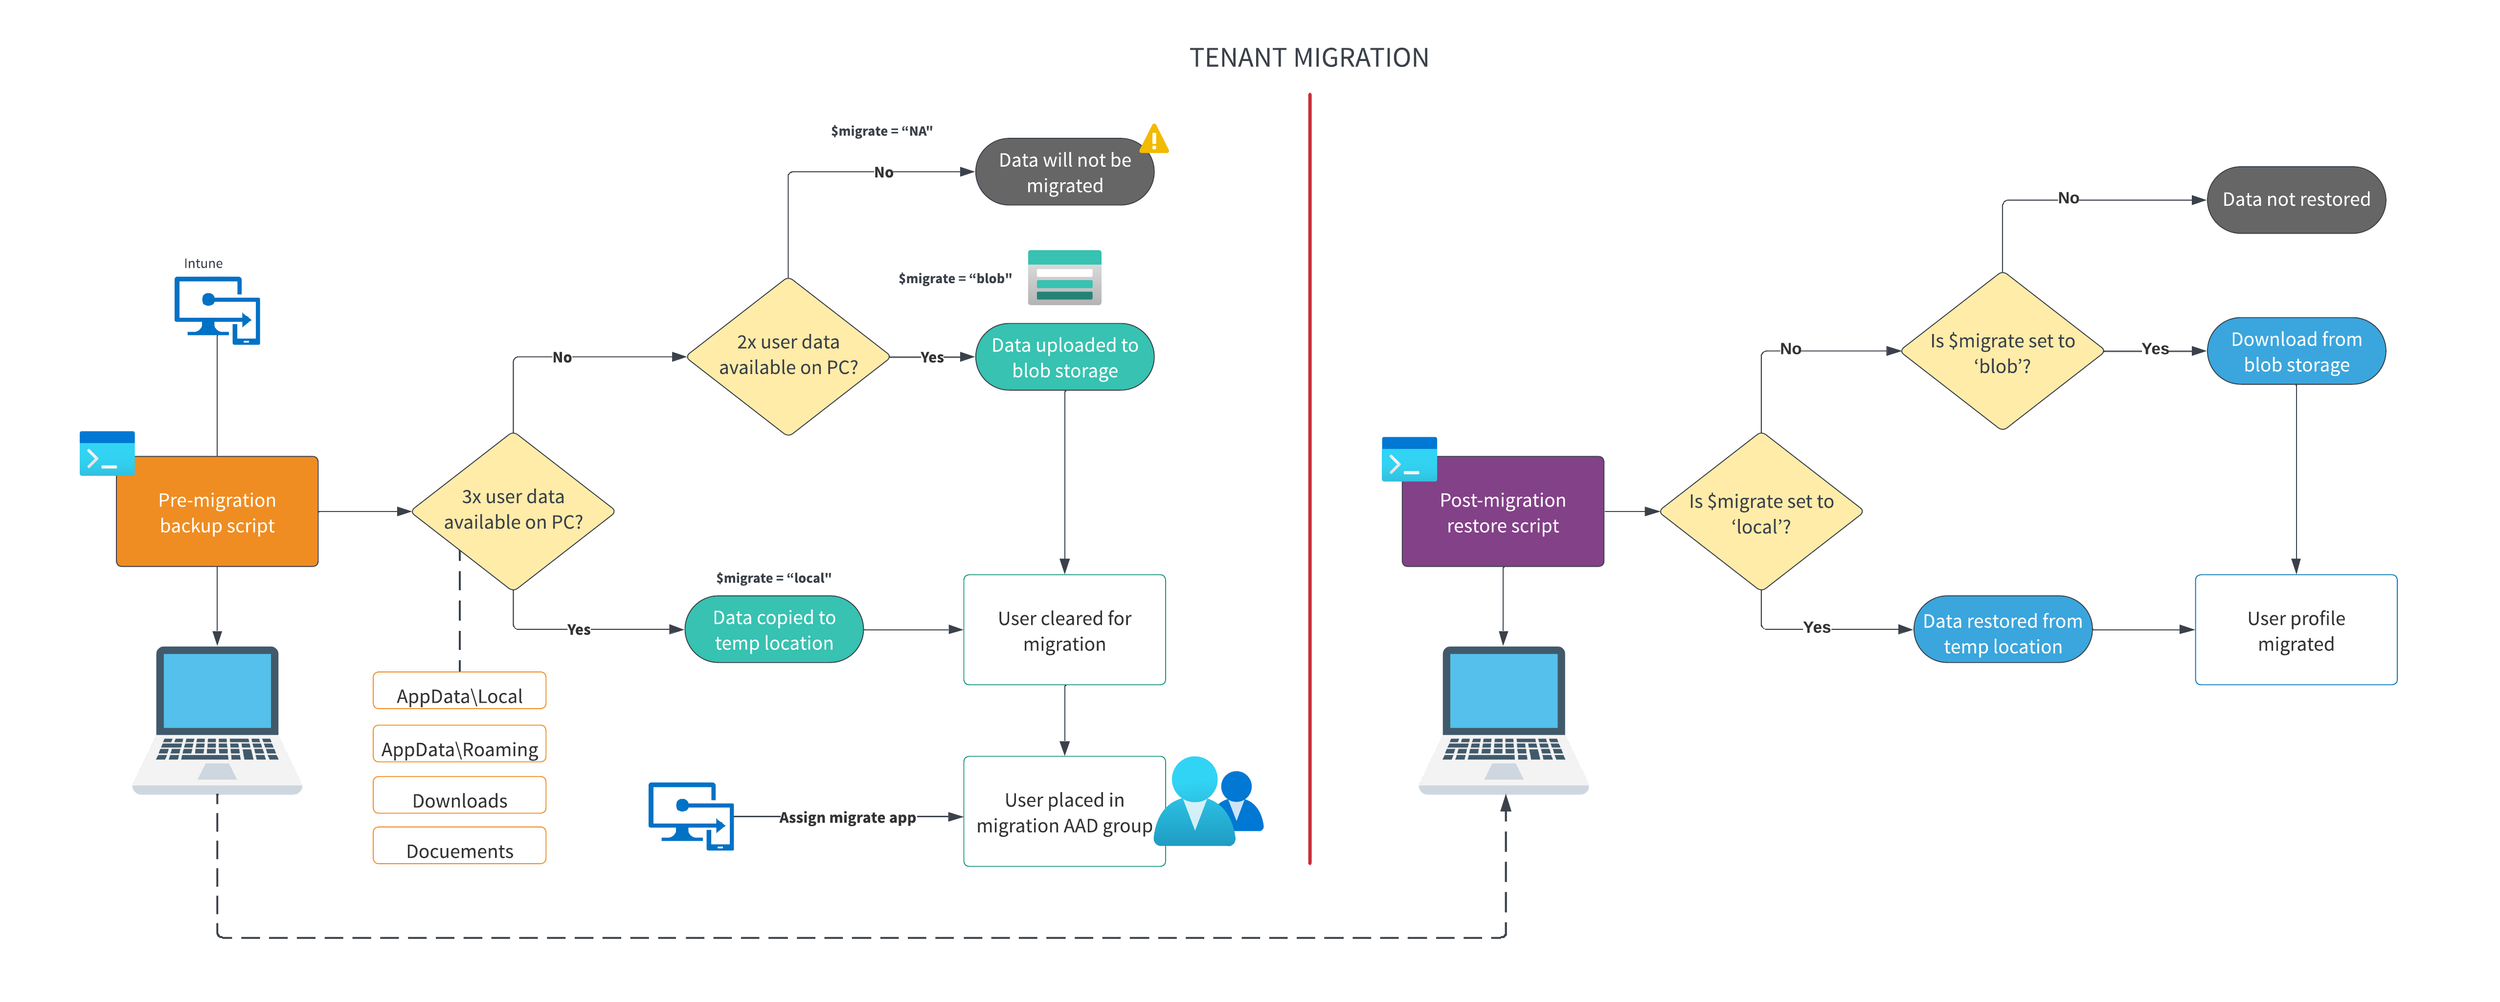 TENANT MIGRATION
$migrate = “NA"
No
Data will not be
migrated
Intune
$migrate = “blob"
2x user data
available on PC?
No
Yes
Data uploaded to
blob storage
Pre-migration
backup script
3x user data
available on PC?
Yes
$migrate = “local"
Data copied to
temp location
User cleared for
migration
AppData\Local
AppData\Roaming
Downloads
Docuements
Assign migrate app
User placed in
migration AAD group
No
Data not restored
Is $migrate set to
‘blob’?
No
Yes
Download from
blob storage
Post-migration
restore script
Is $migrate set to
‘local’?
Yes
Data restored from
temp location
User profile
migrated